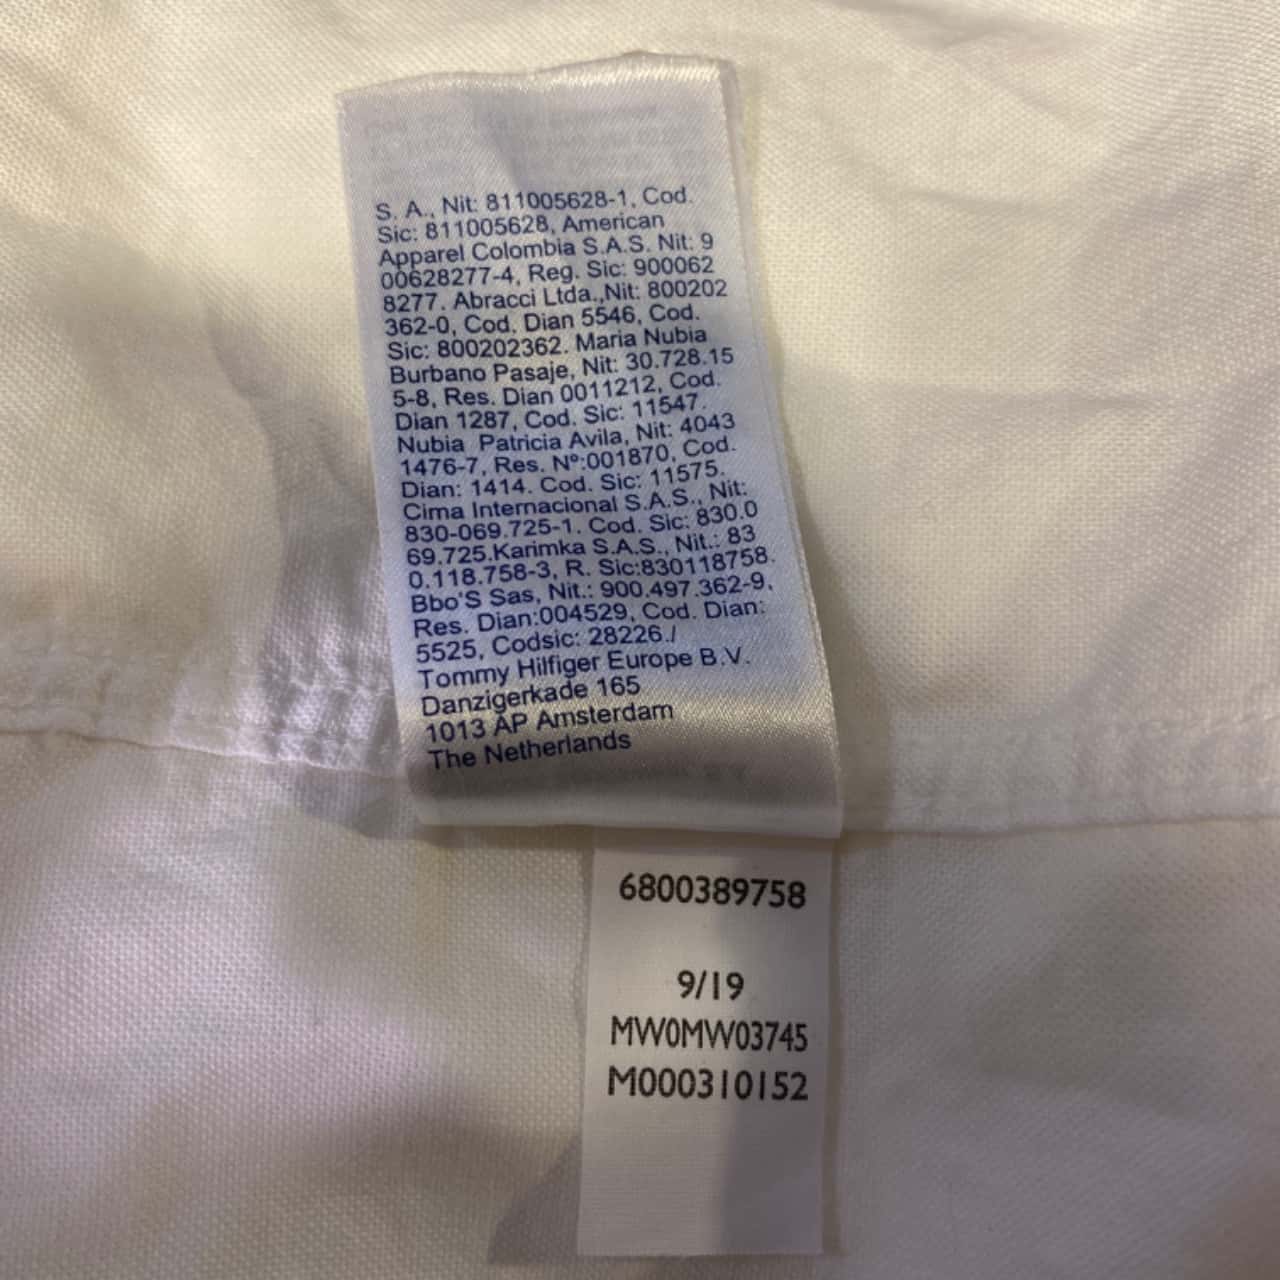 S. A., Nit: 811005628-1, Cod.
Sic: 811005628, American
Apparel Colombia S.A.S. Nit: 9
00628277-4, Reg. Sic: 900062
8277. Abracci Ltda.,Nit: 800202
362-0, Cod. Dian 5546, Cod.
Sic: 800202362. Maria Nubia
Burbano Pasaje, Nit: 30.728.15
5-8, Res. Dian 0011212, Cod.
Dian 1287, Cod. Sic: 11547.
Nubia Patricia Avila, Nit: 4043
1476-7, Res. Nº:001870, Cod.
Dian: 1414. Cod. Sic: 11575.
Cima Internacional S.A.S., Nit:
830-069.725-1. Cod. Sic: 830.0
69.725.Karimka S.A.S., Nit.: 83
0.118.758-3, R. Sic:830118758.
Bbo'S Sas, Nit.: 900.497.362-9,
Res. Dian:004529, Cod. Dian:
5525, Codsic: 28226./
Tommy Hilfiger Europe B.V.
Danzigerkade 165
1013 AP Amsterdam
The Netherlands
6800389758
9/19
MW0MW03745
M000310152